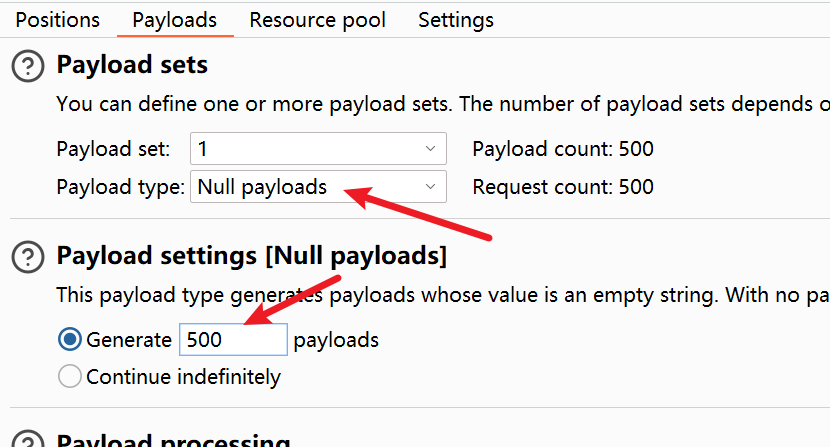 Positions Payloads Resource pool Settings
Payload sets
You can define one or more payload sets. The number of payload sets depends o
Payload set: 1 Payload count: 500
Payload type: Null payloads Request count: 500
Payload settings [Null payloads]
This payload type generates payloads whose value is an empty string. With no pa
Generate 500 payloads
Continue indefinitely
Payload processing